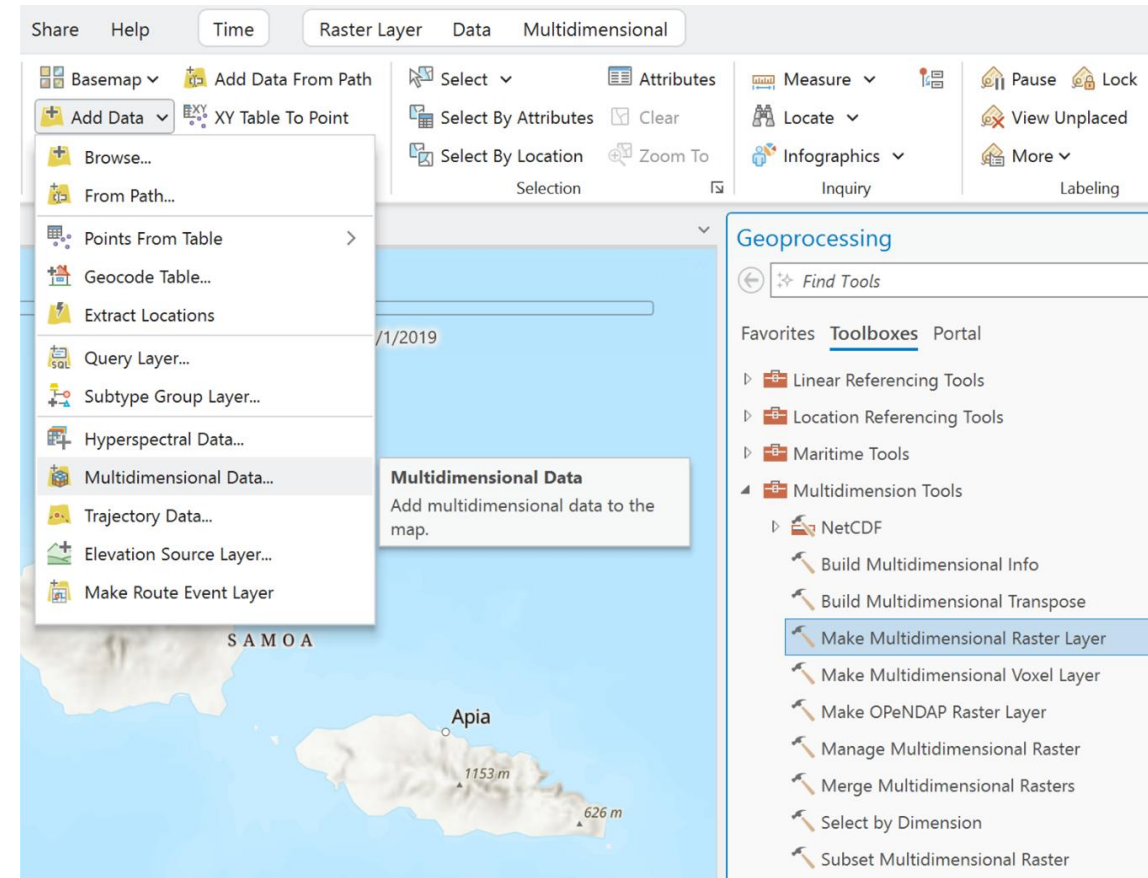 Share Help Time Raster Layer Data Multidimensional
Basemap Add Data From Path
Add Data XY Table To Point
Select Attributes
Select By Attributes Clear
Select By Location Zoom To
Selection
Measure
Locate
Infographics
Inquiry
Pause Lock
View Unplaced
More
Labeling
Browse...
From Path...
Points From Table
Geocode Table...
Extract Locations
SQL Query Layer...
Subtype Group Layer...
Hyperspectral Data...
Multidimensional Data...
Trajectory Data...
Elevation Source Layer...
Make Route Event Layer
Multidimensional Data
Add multidimensional data to the
map.
/1/2019
SAMOA
Apia
1153 m
626 m
Geoprocessing
Find Tools
Favorites Toolboxes Portal
Linear Referencing Tools
Location Referencing Tools
Maritime Tools
Multidimension Tools
NetCDF
Build Multidimensional Info
Build Multidimensional Transpose
Make Multidimensional Raster Layer
Make Multidimensional Voxel Layer
Make OPeNDAP Raster Layer
Manage Multidimensional Raster
Merge Multidimensional Rasters
Select by Dimension
Subset Multidimensional Raster